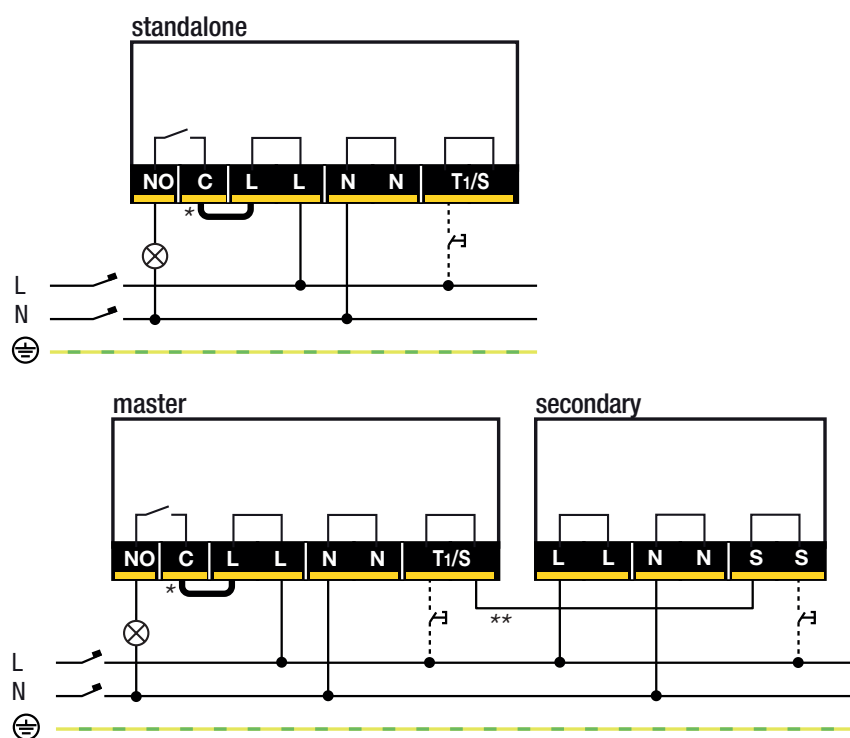 standalone
NO C L L N N T1/S
*
L
N
master secondary
NO C L L N N T1/S L L N N S S
* **
L
N